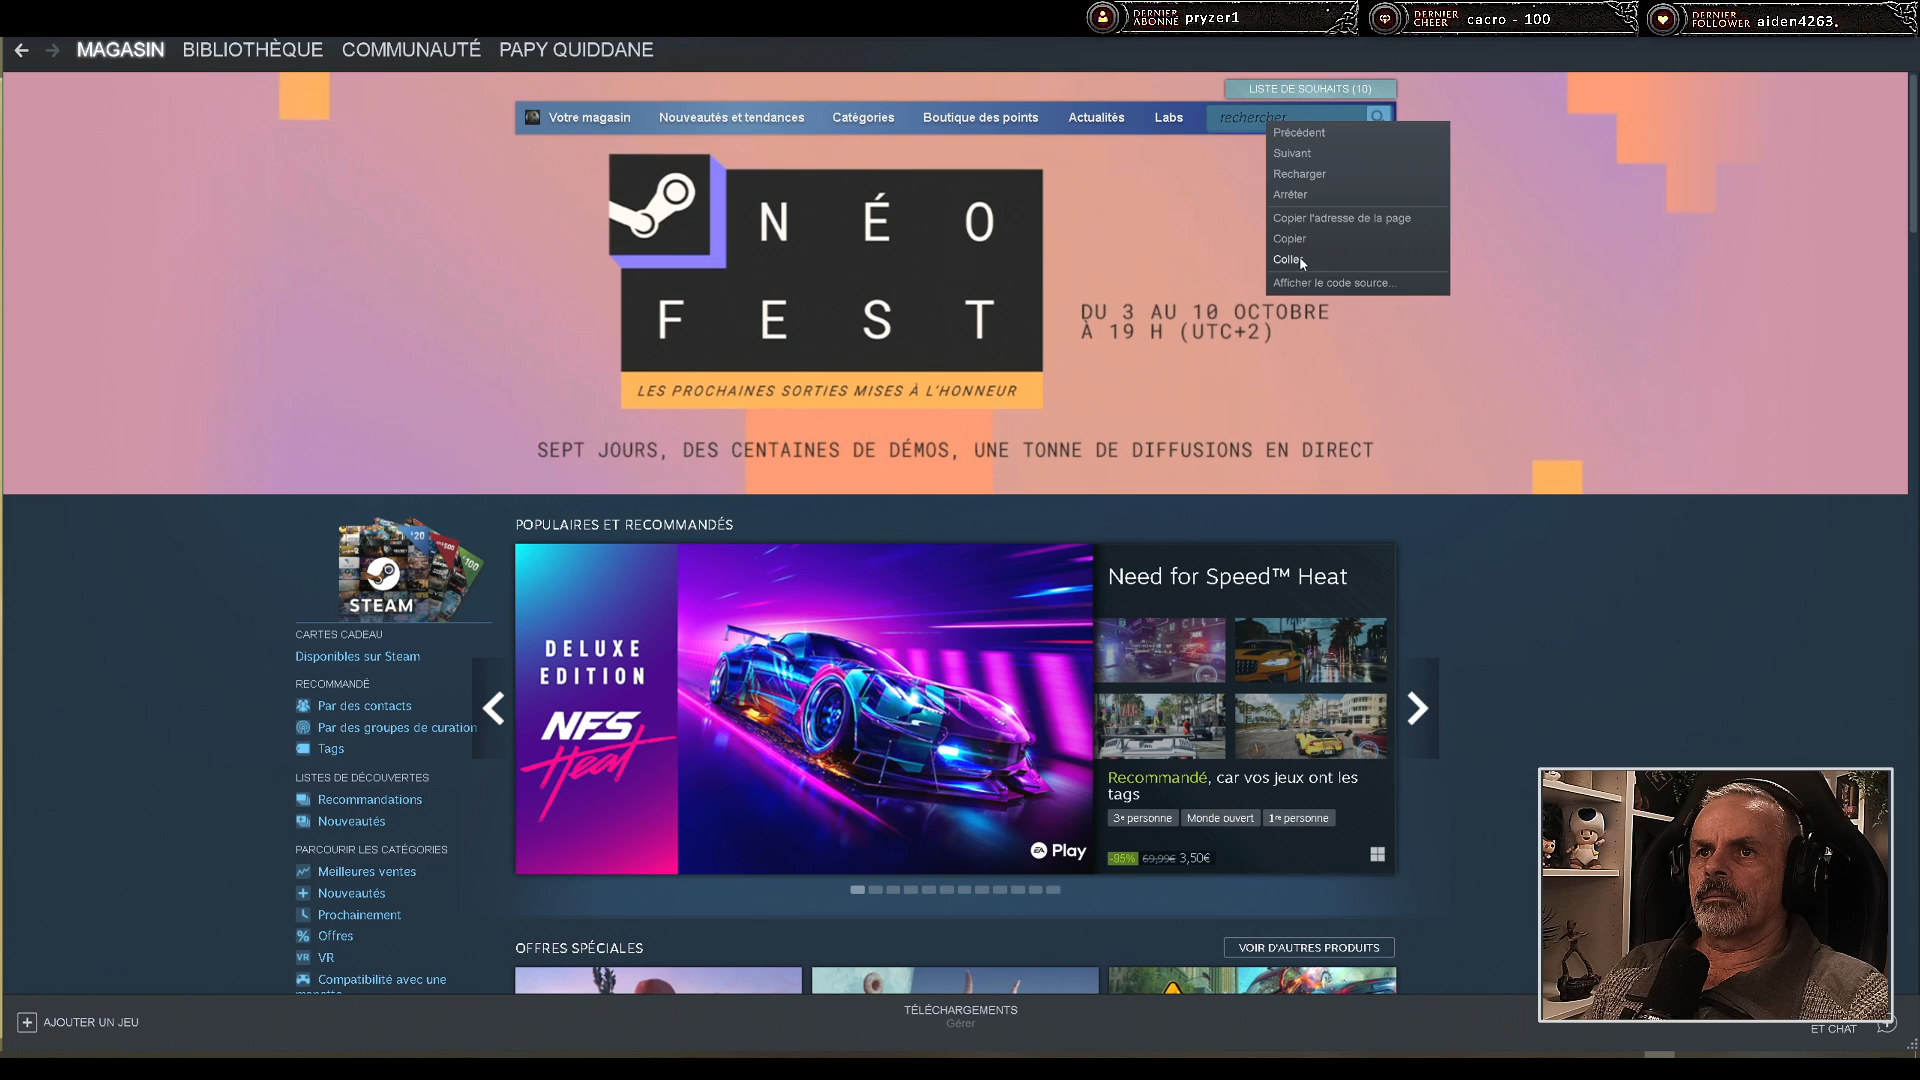 DERNIER
ABONNÉ pryzer1
DERNIER
CHEER cacro - 100
DERNIER
FOLLOWER aiden4263.
MAGASIN BIBLIOTHÈQUE COMMUNAUTÉ PAPY QUIDDANE
LISTE DE SOUHAITS (10)
Votre magasin Nouveautés et tendances Catégories Boutique des points Actualités Labs rechercher
Précédent
Suivant
Recharger
Arrêter
Copier l'adresse de la page
Copier
Coller
Afficher le code source...
NÉO
FEST
LES PROCHAINES SORTIES MISES À L'HONNEUR
DU 3 AU 10 OCTOBRE
À 19 H (UTC+2)
SEPT JOURS, DES CENTAINES DE DÉMOS, UNE TONNE DE DIFFUSIONS EN DIRECT
$20
$500
$100
STEAM
CARTES CADEAU
Disponibles sur Steam
RECOMMANDÉ
Par des contacts
Par des groupes de curation
Tags
LISTES DE DÉCOUVERTES
Recommandations
Nouveautés
PARCOURIR LES CATÉGORIES
Meilleures ventes
Nouveautés
Prochainement
Offres
VR VR
Compatibilité avec une
POPULAIRES ET RECOMMANDÉS
DELUXE
EDITION
NFS
Heat
EA Play
Need for Speed™ Heat
Recommandé, car vos jeux ont les
tags
3e personne Monde ouvert 1re personne
-95% 69,99€ 3,50€
OFFRES SPÉCIALES
VOIR D'AUTRES PRODUITS
AJOUTER UN JEU
TÉLÉCHARGEMENTS
Gérer
ET CHAT